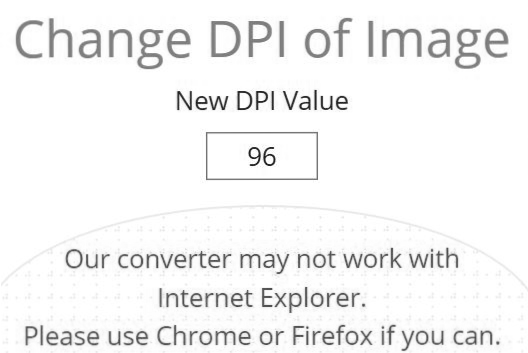 Change DPI of Image
New DPI Value
96
Our converter may not work with
Internet Explorer.
Please use Chrome or Firefox if you can.